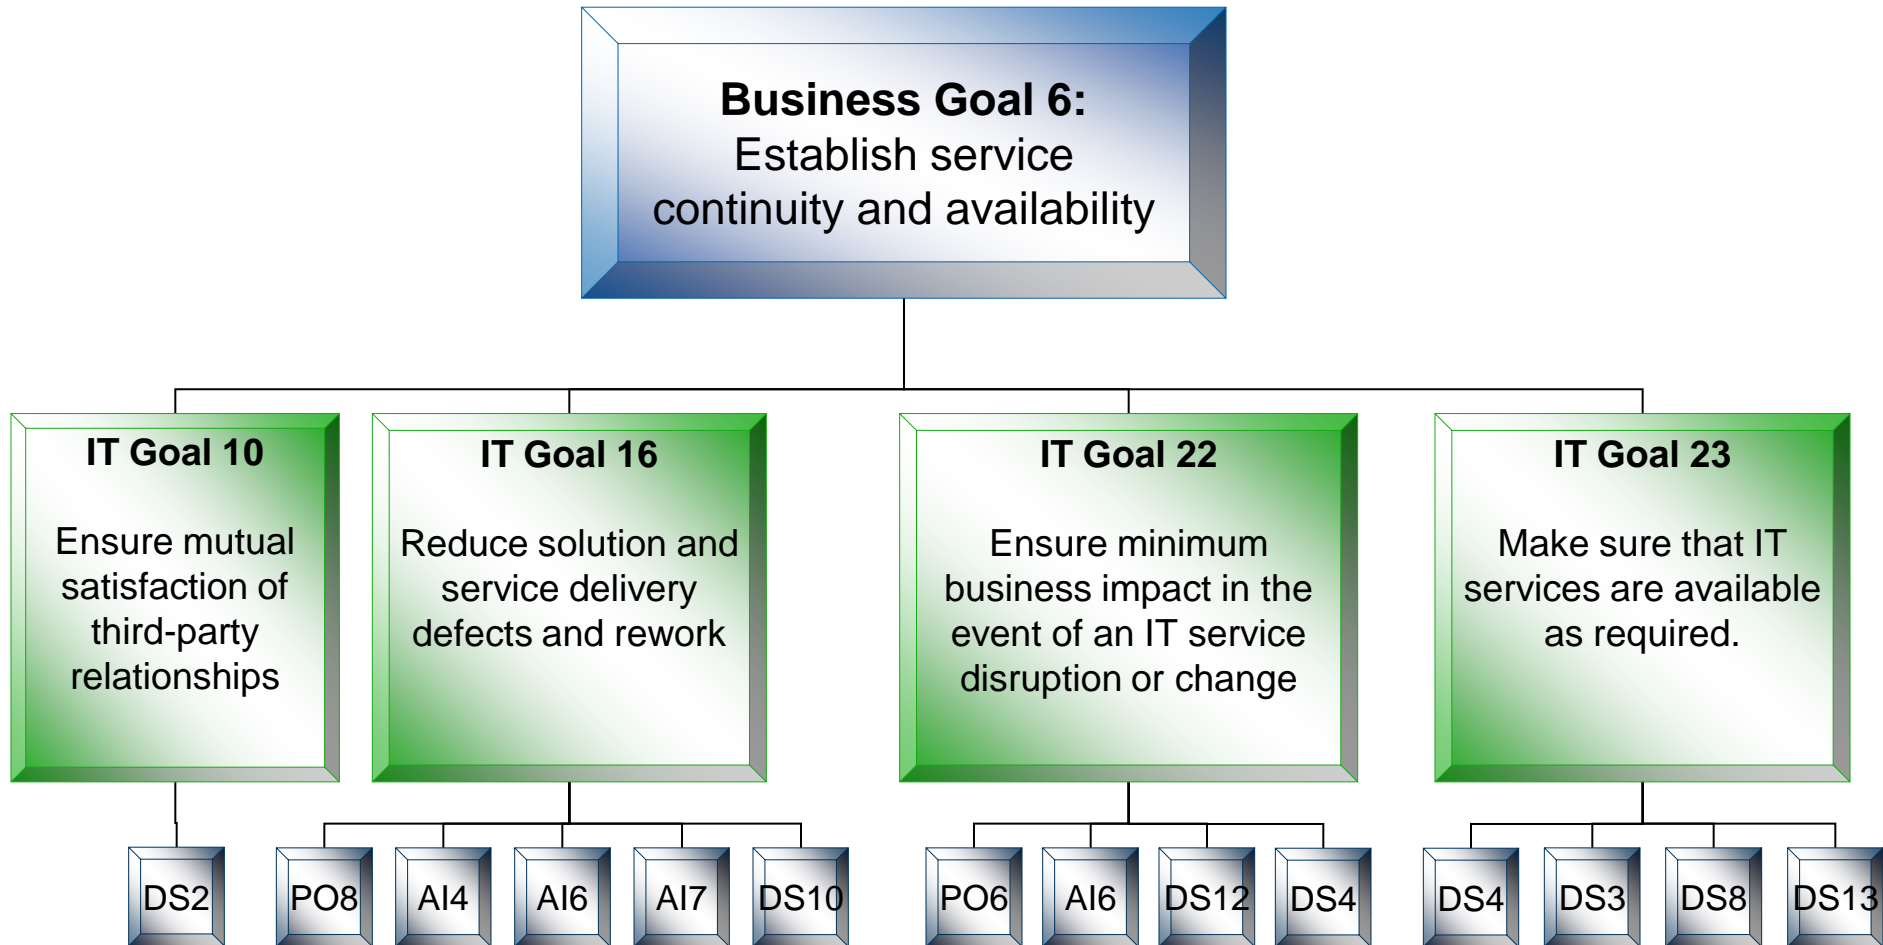 Business Goal 6:
Establish service
continuity and availability
IT Goal 10
Ensure mutual
satisfaction of
third-party
relationships
IT Goal 16
Reduce solution and
service delivery
defects and rework
IT Goal 22
Ensure minimum
business impact in the
event of an IT service
disruption or change
IT Goal 23
Make sure that IT
services are available
as required.
DS2
PO8
AI4
AI6
AI7
DS10
PO6
AI6
DS12
DS4
DS4
DS3
DS8
DS13